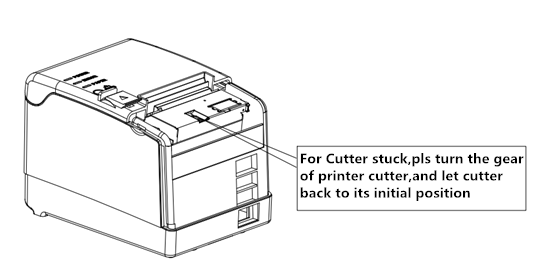 For Cutter stuck,pls turn the gear
of printer cutter,and let cutter
back to its initial position